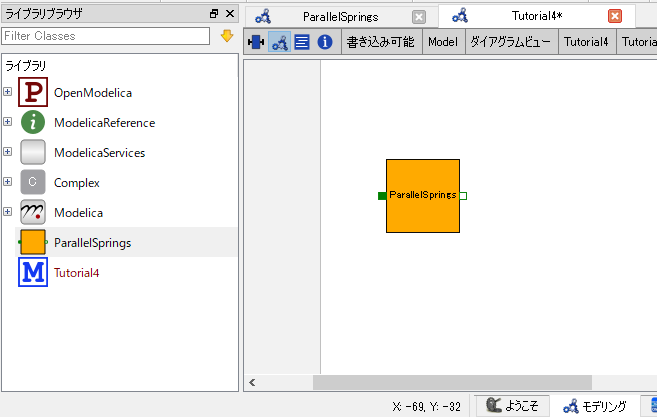 ライブラリブラウザ
Filter Classes
ライブラリ
P OpenModelica
i ModelicaReference
ModelicaServices
C Complex
m Modelica
ParallelSprings
M Tutorial4
ParallelSprings Tutorial4*
i 書き込み可能 Model ダイアグラムビュー Tutorial4 Tutoria
ParallelSprings
X: -69, Y: -32 ようこそ モデリング